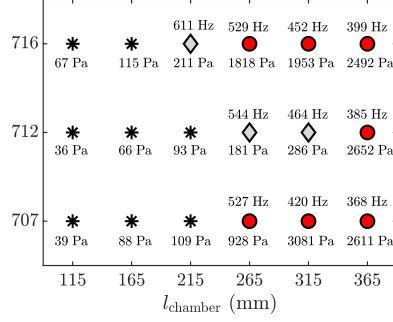 611 Hz 529 Hz 452 Hz 399 Hz
716
67 Pa 115 Pa 211 Pa 1818 Pa 1953 Pa 2492 Pa
544 Hz 464 Hz 385 Hz
712
36 Pa 66 Pa 93 Pa 181 Pa 286 Pa 2652 Pa
527 Hz 420 Hz 368 Hz
707
39 Pa 88 Pa 109 Pa 928 Pa 3081 Pa 2611 Pa
115 165 215 265 315 365
l_chamber (mm)